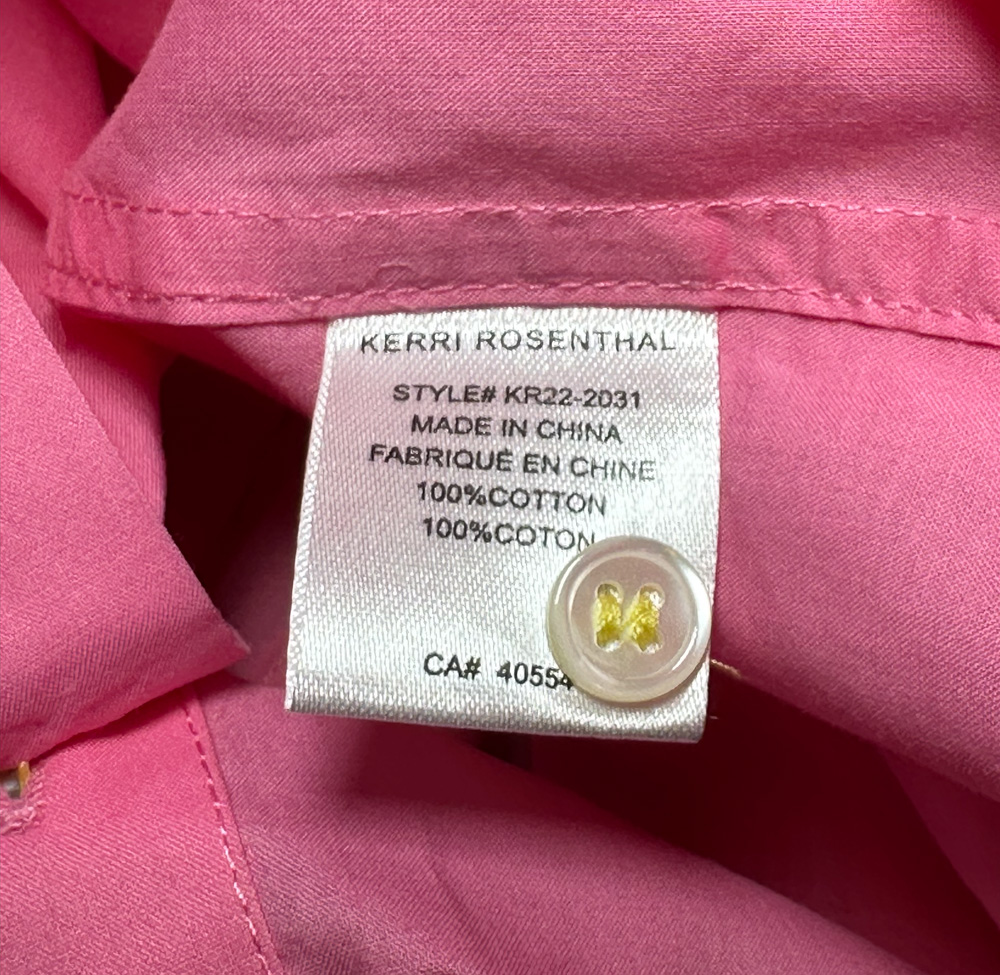 KERRI ROSENTHAL
STYLE# KR22-2031
MADE IN CHINA
FABRIQUÉ EN CHINE
100%COTTON
100%COTON
CA# 40554